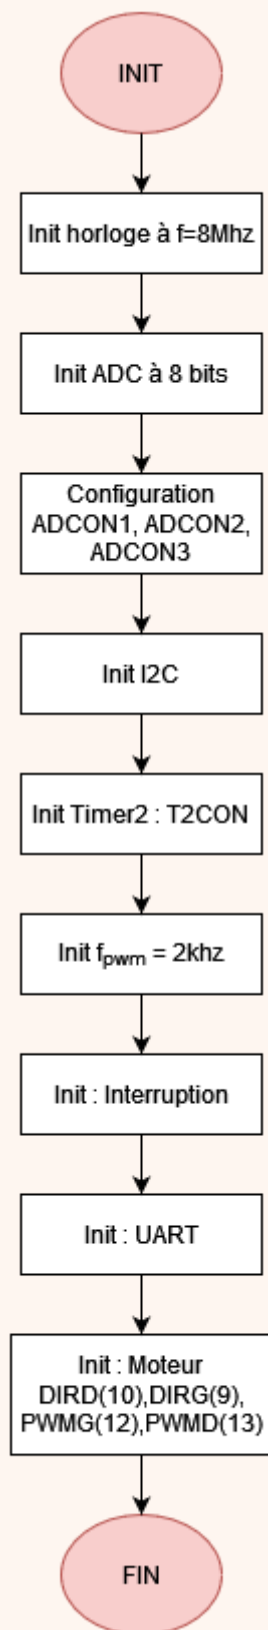 INIT
Init horloge à f=8Mhz
Init ADC à 8 bits
Configuration
ADCON1, ADCON2,
ADCON3
Init I2C
Init Timer2 : T2CON
Init fpwm = 2khz
Init : Interruption
Init : UART
Init : Moteur
DIRD(10),DIRG(9),
PWMG(12),PWMD(13)
FIN